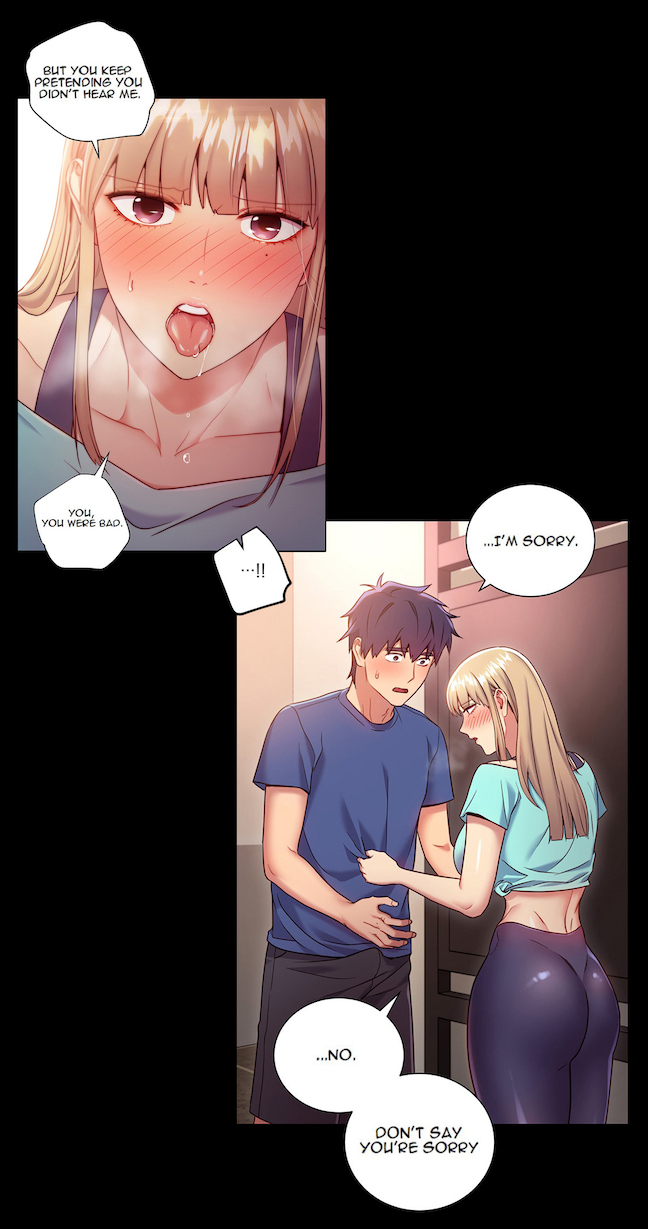 BUT YOU KEEP
PRETENDING YOU
DIDN'T HEAR ME.
YOU,
YOU WERE BAD.
...!!
...I'M SORRY.
...NO.
DON'T SAY
YOU'RE SORRY